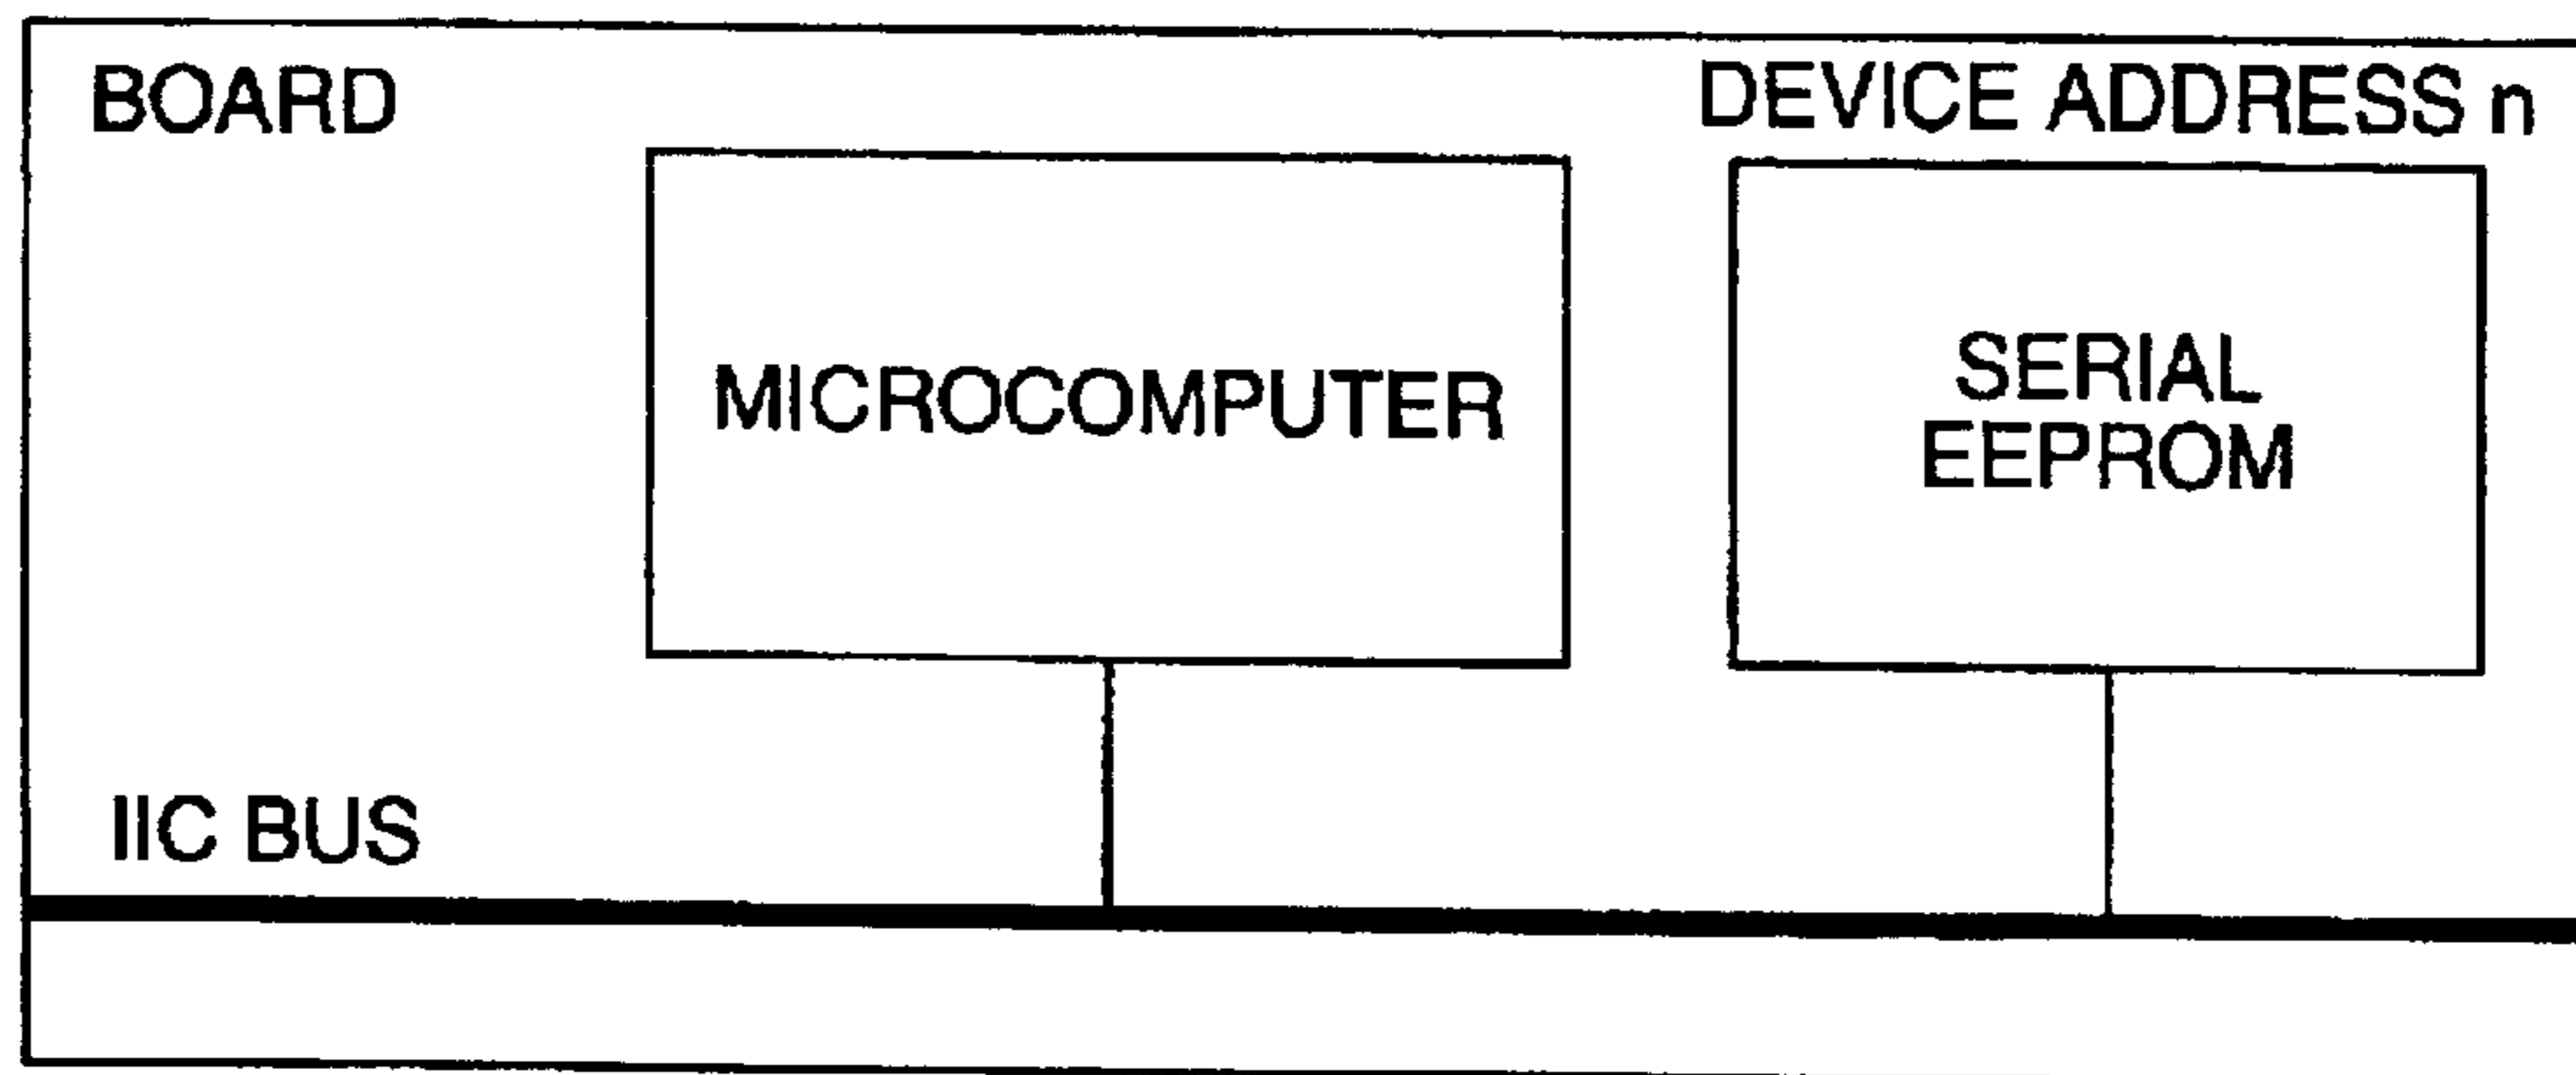 BOARD
DEVICE ADDRESS n
MICROCOMPUTER
SERIAL
EEPROM
IIC BUS